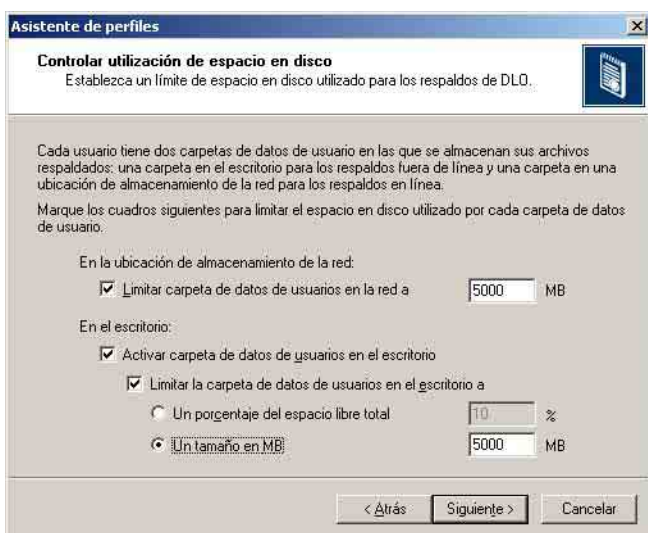 Asistente de perfiles
Controlar utilización de espacio en disco
Establezca un límite de espacio en disco utilizado para los respaldos de DLO.
Cada usuario tiene dos carpetas de datos de usuario en las que se almacenan sus archivos
respaldados: una carpeta en el escritorio para los respaldos fuera de línea y una carpeta en una
ubicación de almacenamiento de la red para los respaldos en línea.
Marque los cuadros siguientes para limitar el espacio en disco utilizado por cada carpeta de datos
de usuario.
En la ubicación de almacenamiento de la red:
Limitar carpeta de datos de usuarios en la red a 5000 MB
En el escritorio:
Activar carpeta de datos de usuarios en el escritorio
Limitar la carpeta de datos de usuarios en el escritorio a
Un porcentaje del espacio libre total 10 %
Un tamaño en MB 5000 MB
< Atrás Siguiente > Cancelar